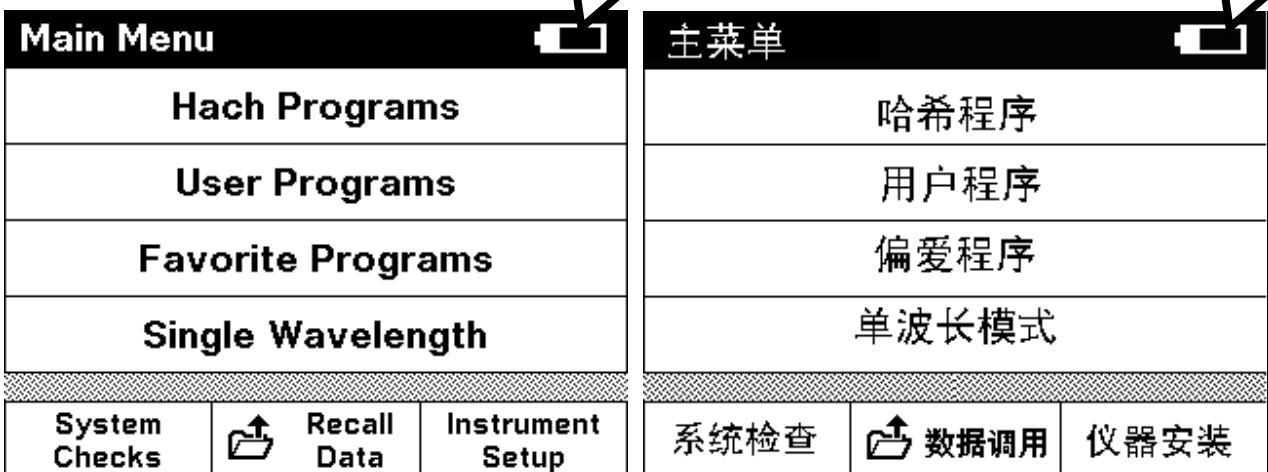 Main Menu
Hach Programs
User Programs
Favorite Programs
Single Wavelength
System
Checks
Recall
Data
Instrument
Setup
主菜单
哈希程序
用户程序
偏爱程序
单波长模式
系统检查
数据调用
仪器安装